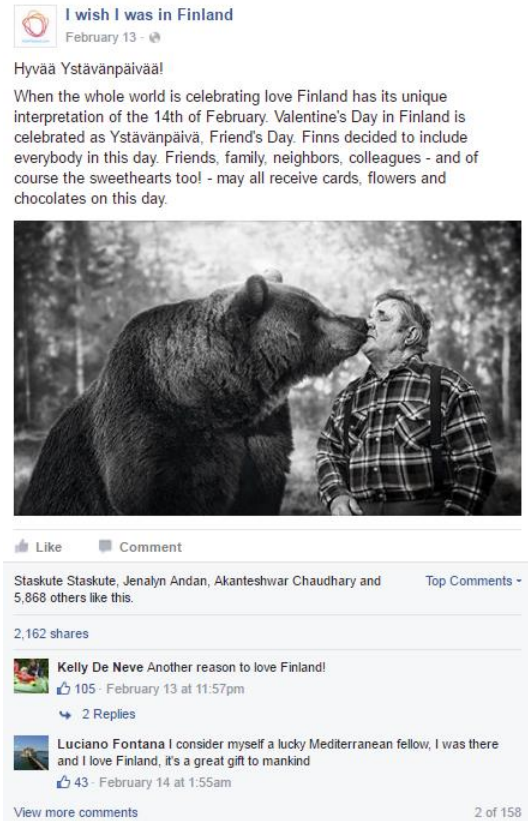 I wish I was in Finland
February 13 ·
Hyvää Ystävänpäivää!
When the whole world is celebrating love Finland has its unique
interpretation of the 14th of February. Valentine's Day in Finland is
celebrated as Ystävänpäivä, Friend's Day. Finns decided to include
everybody in this day. Friends, family, neighbors, colleagues - and of
course the sweethearts too! - may all receive cards, flowers and
chocolates on this day.
Like Comment
Staskute Staskute, Jenalyn Andan, Akanteshwar Chaudhary and Top Comments
5,868 others like this.
2,162 shares
Kelly De Neve Another reason to love Finland!
105 · February 13 at 11:57pm
2 Replies
Luciano Fontana I consider myself a lucky Mediterranean fellow, I was there
and I love Finland, it's a great gift to mankind
43 · February 14 at 1:55am
View more comments 2 of 158